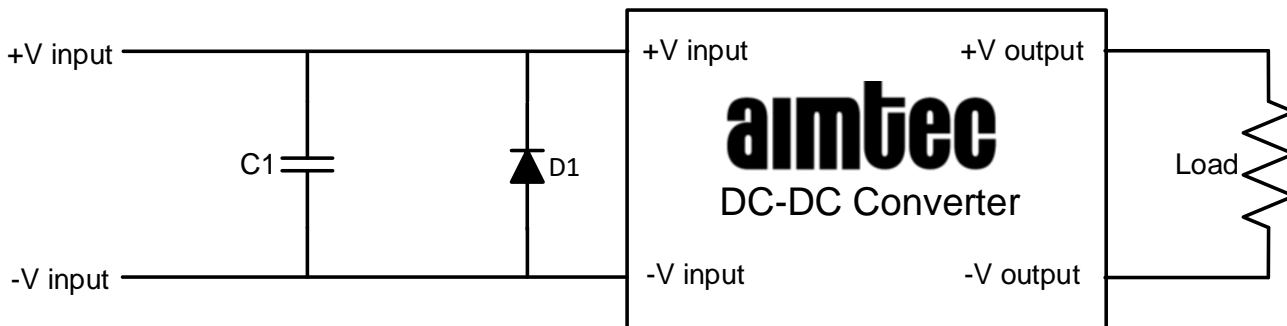 +V input
+V input
+V output
aimtec
C1
D1
Load
DC-DC Converter
-V input
-V input
-V output